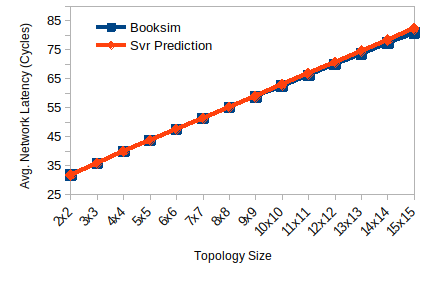 Booksim
Svr Prediction
Avg. Network Latency (Cycles)
85
75
65
55
45
35
25
2x2 3x3 4x4 5x5 6x6 7x7 8x8 9x9 10x10 11x11 12x12 13x13 14x14 15x15
Topology Size